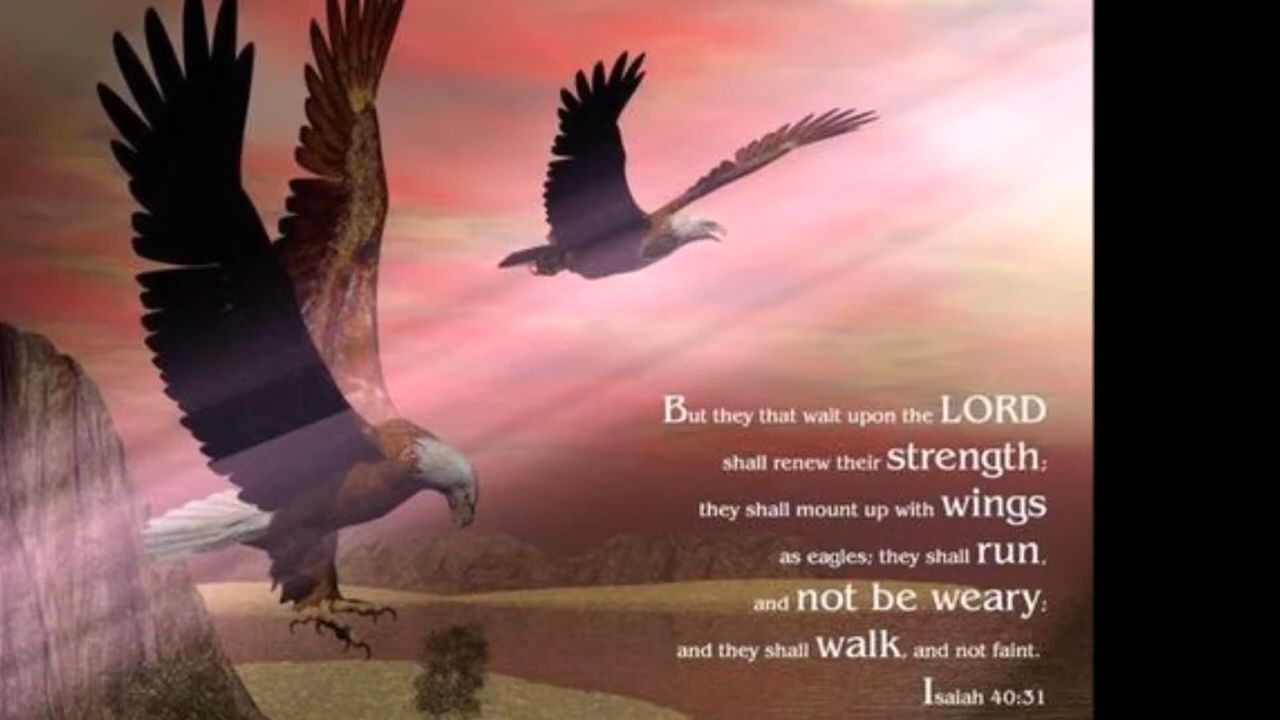 But they that wait upon the LORD
shall renew their strength;
they shall mount up with wings
as eagles; they shall run,
and not be weary;
and they shall walk, and not faint.
Isaiah 40:31